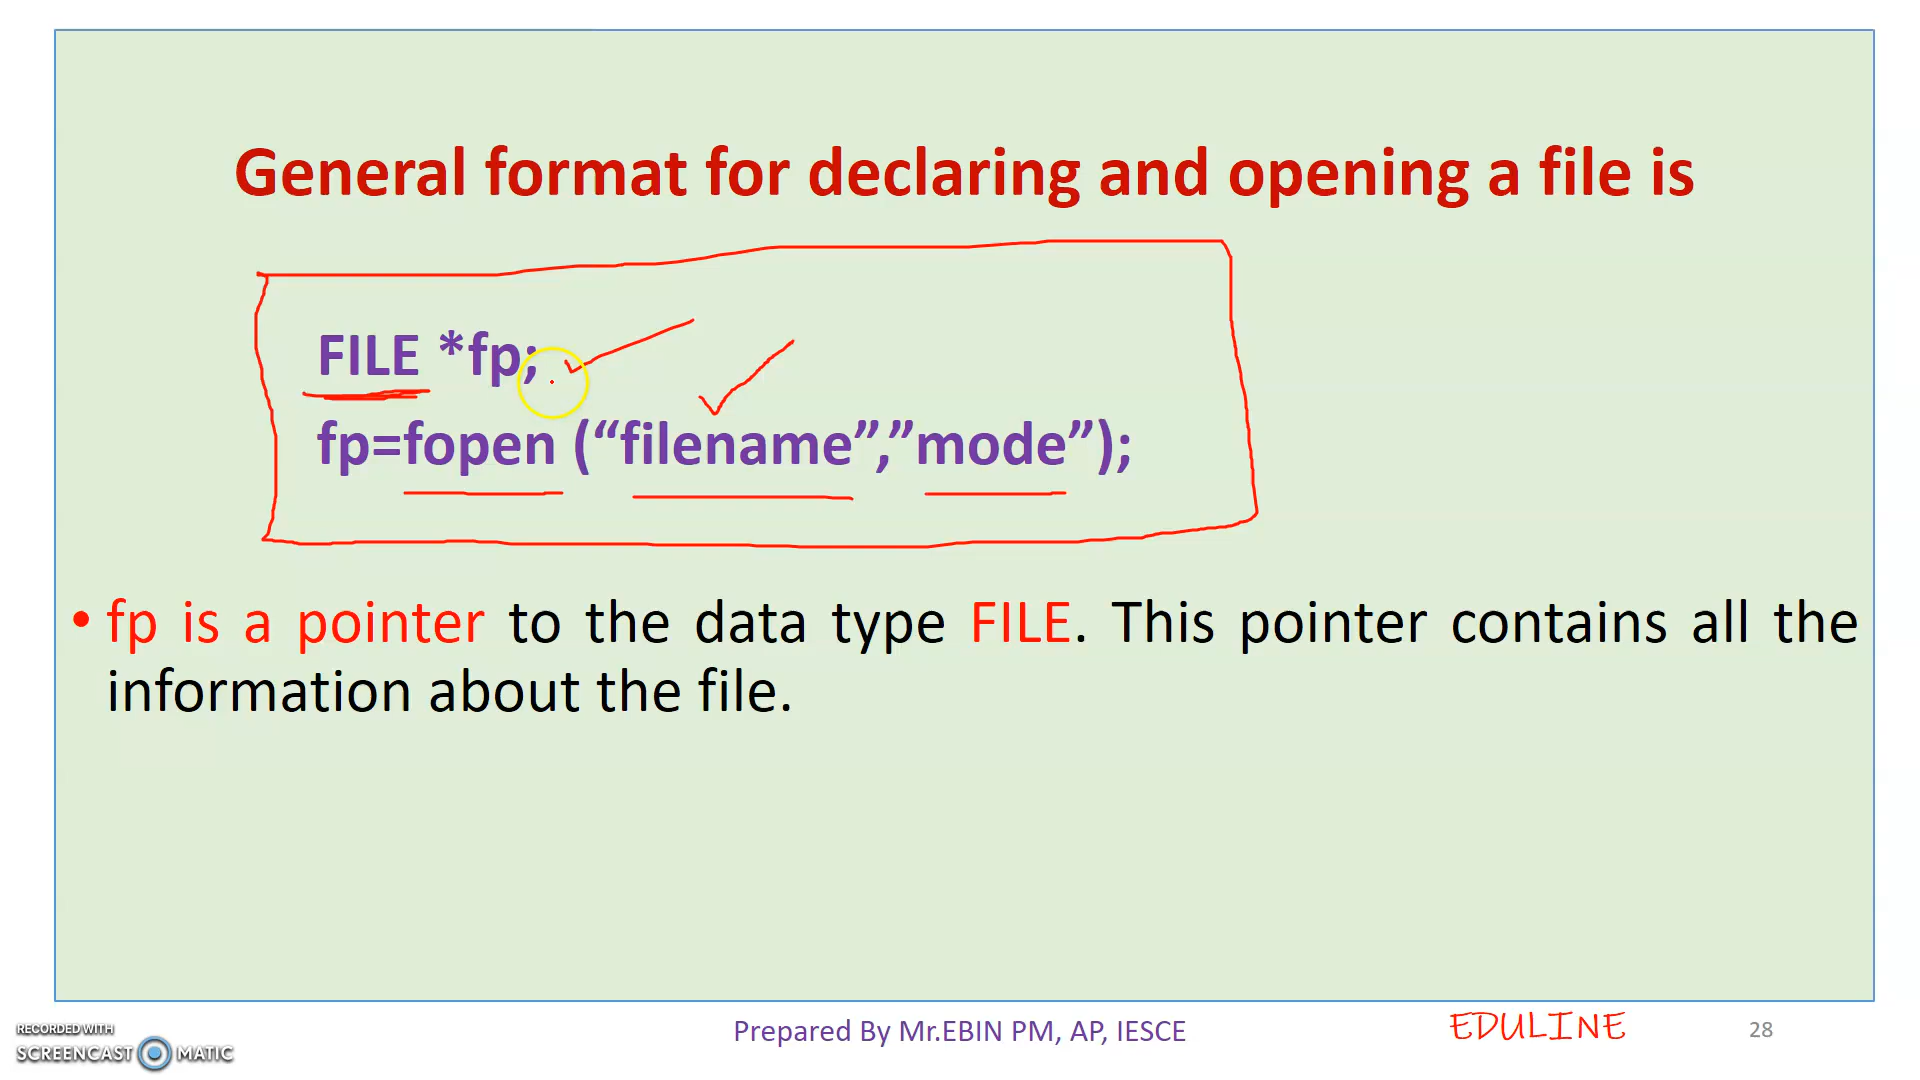 General format for declaring and opening a file is
FILE *fp;
fp=fopen (“filename”,”mode”);
• fp is a pointer to the data type FILE. This pointer contains all the
information about the file.
Prepared By Mr.EBIN PM, AP, IESCE
EDULINE
28
RECORDED WITH
SCREENCAST MATIC